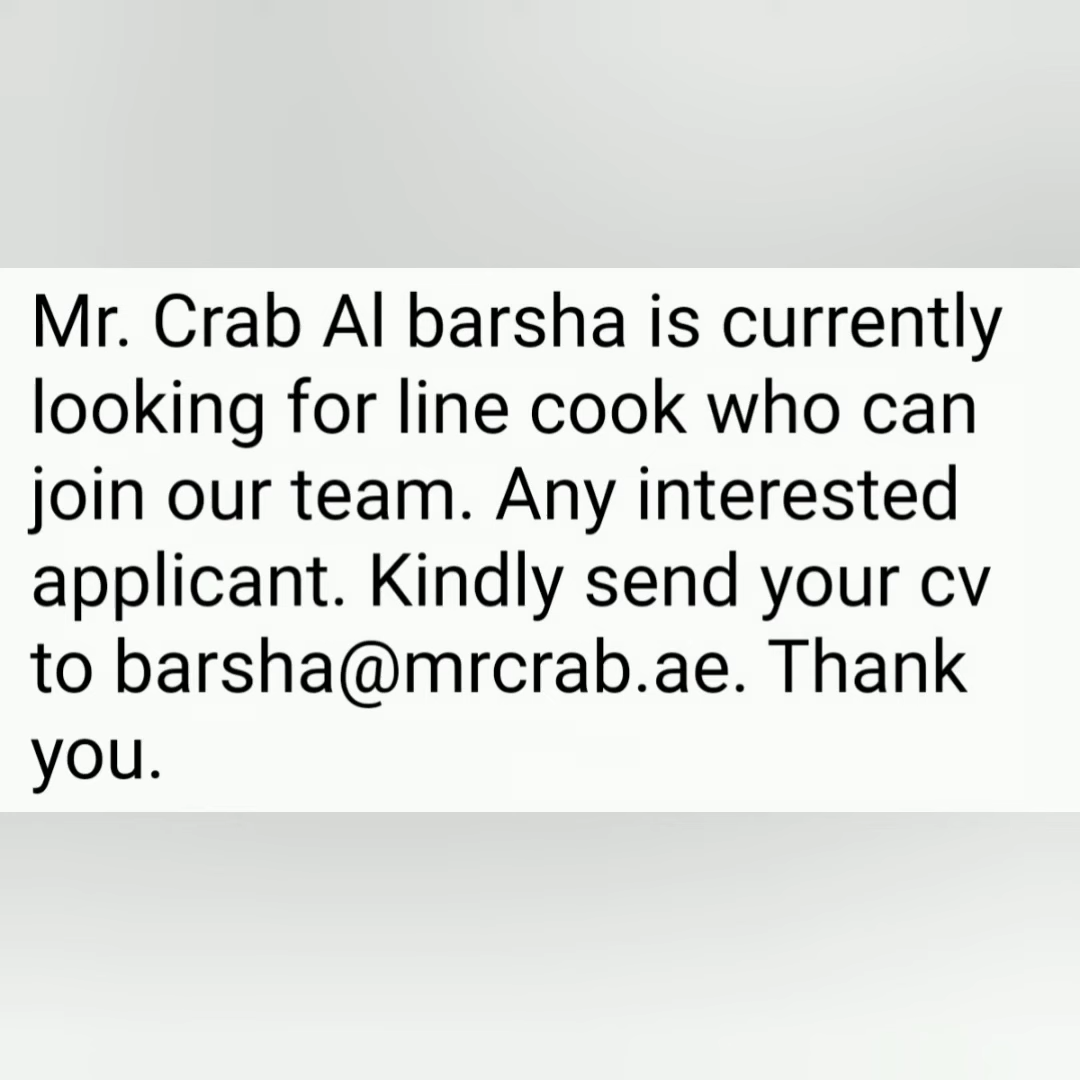 Mr. Crab Al barsha is currently
looking for line cook who can
join our team. Any interested
applicant. Kindly send your cv
to barsha@mrcrab.ae. Thank
you.